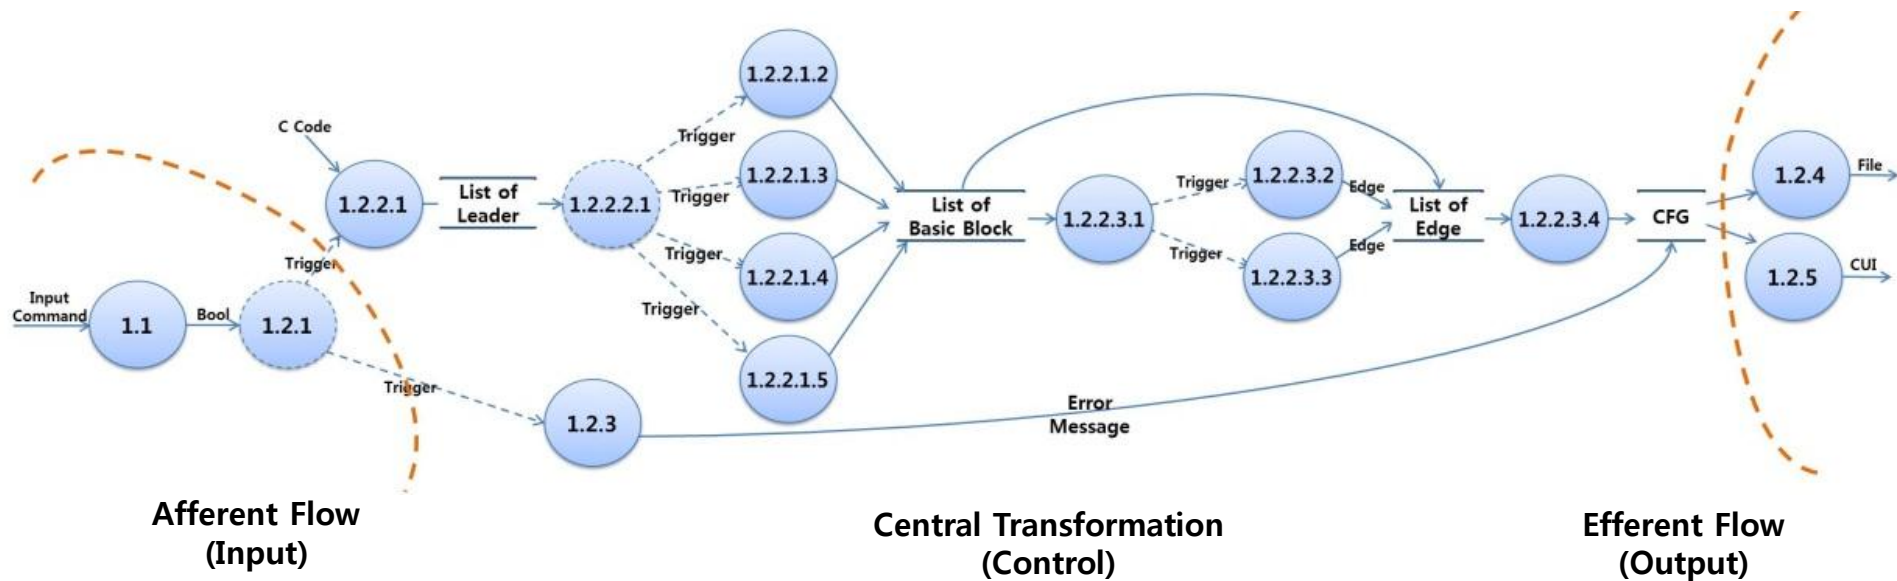 1.2.2.1.2
C Code
Trigger
1.2.2.1.3
1.2.2.3.2
1.2.4
File
Trigger
Edge
1.2.2.1
List of
Leader
1.2.2.2.1
Trigger
List of
Basic Block
1.2.2.3.1
List of
Edge
1.2.2.3.4
CFG
Trigger
Trigger
Trigger
Edge
1.2.2.1.4
1.2.2.3.3
1.2.5
CUI
Input
Command
1.1
Bool
1.2.1
Trigger
Trigger
1.2.2.1.5
1.2.3
Error
Message
Afferent Flow
(Input)
Central Transformation
(Control)
Efferent Flow
(Output)